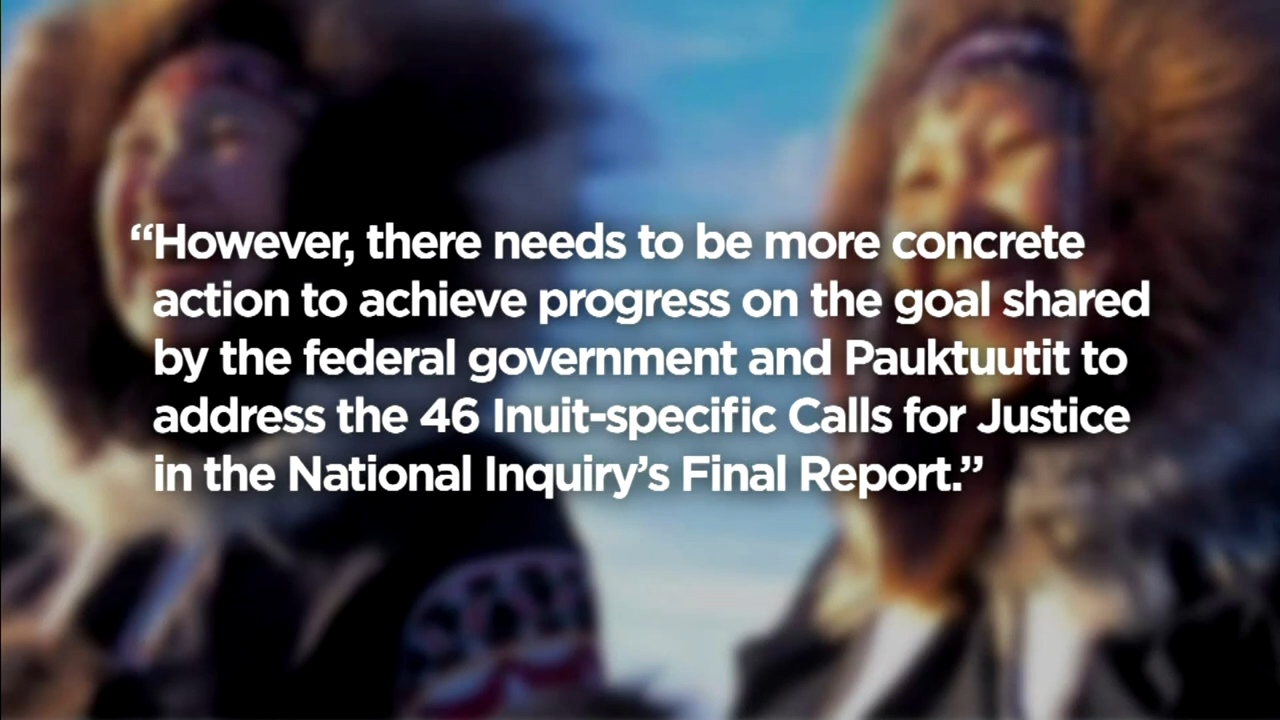 “However, there needs to be more concrete
action to achieve progress on the goal shared
by the federal government and Pauktuutit to
address the 46 Inuit-specific Calls for Justice
in the National Inquiry’s Final Report.”